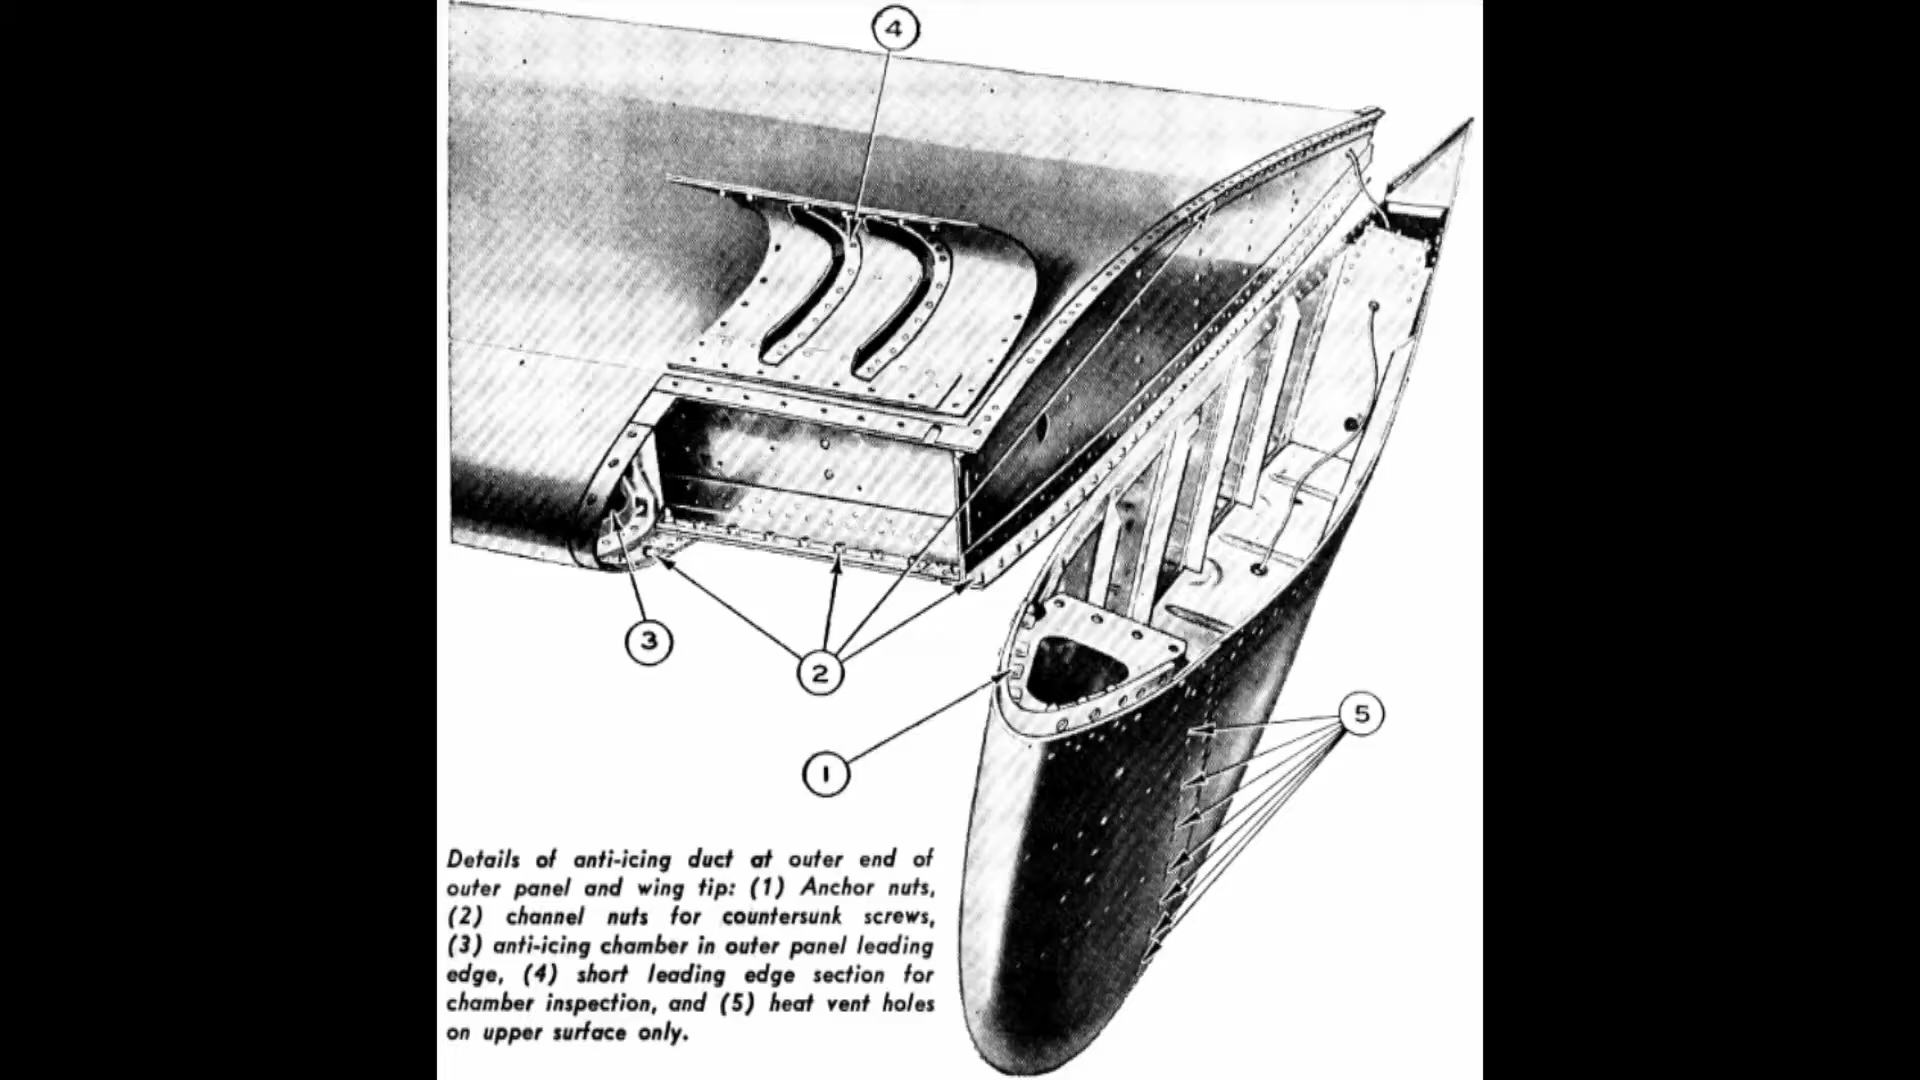 4
3
2
5
1
Details of anti-icing duct at outer end of
outer panel and wing tip: (1) Anchor nuts,
(2) channel nuts for countersunk screws,
(3) anti-icing chamber in outer panel leading
edge, (4) short leading edge section for
chamber inspection, and (5) heat vent holes
on upper surface only.